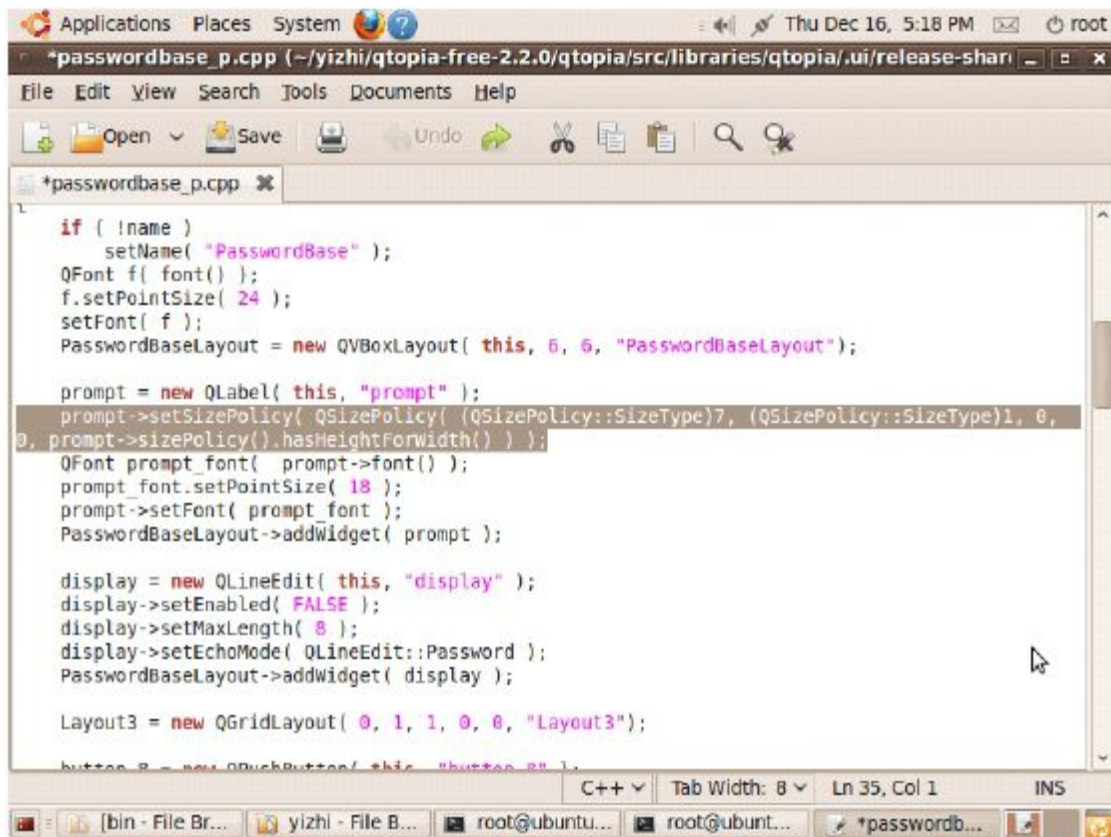 Applications Places System Thu Dec 16, 5:18 PM root
*passwordbase_p.cpp (~/yizhi/qtopia-free-2.2.0/qtopia/src/libraries/qtopia/.ui/release-shar
File Edit View Search Tools Documents Help
Open Save Undo
*passwordbase_p.cpp
{
if ( !name )
setName( "PasswordBase" );
QFont f( font() );
f.setPointSize( 24 );
setFont( f );
PasswordBaseLayout = new QVBoxLayout( this, 6, 6, "PasswordBaseLayout");
prompt = new QLabel( this, "prompt" );
prompt->setSizePolicy( QSizePolicy( (QSizePolicy::SizeType)7, (QSizePolicy::SizeType)1, 0,
0, prompt->sizePolicy().hasHeightForWidth() ) );
QFont prompt_font(  prompt->font() );
prompt_font.setPointSize( 18 );
prompt->setFont( prompt_font );
PasswordBaseLayout->addWidget( prompt );
display = new QLineEdit( this, "display" );
display->setEnabled( FALSE );
display->setMaxLength( 8 );
display->setEchoMode( QLineEdit::Password );
PasswordBaseLayout->addWidget( display );
Layout3 = new QGridLayout( 0, 1, 1, 0, 0, "Layout3");
button_8 = new QPushButton( this, "button_8" );
C++ Tab Width: 8 Ln 35, Col 1 INS
[bin - File Br... yizhi - File B... root@ubuntu... root@ubunt... *passwordb...